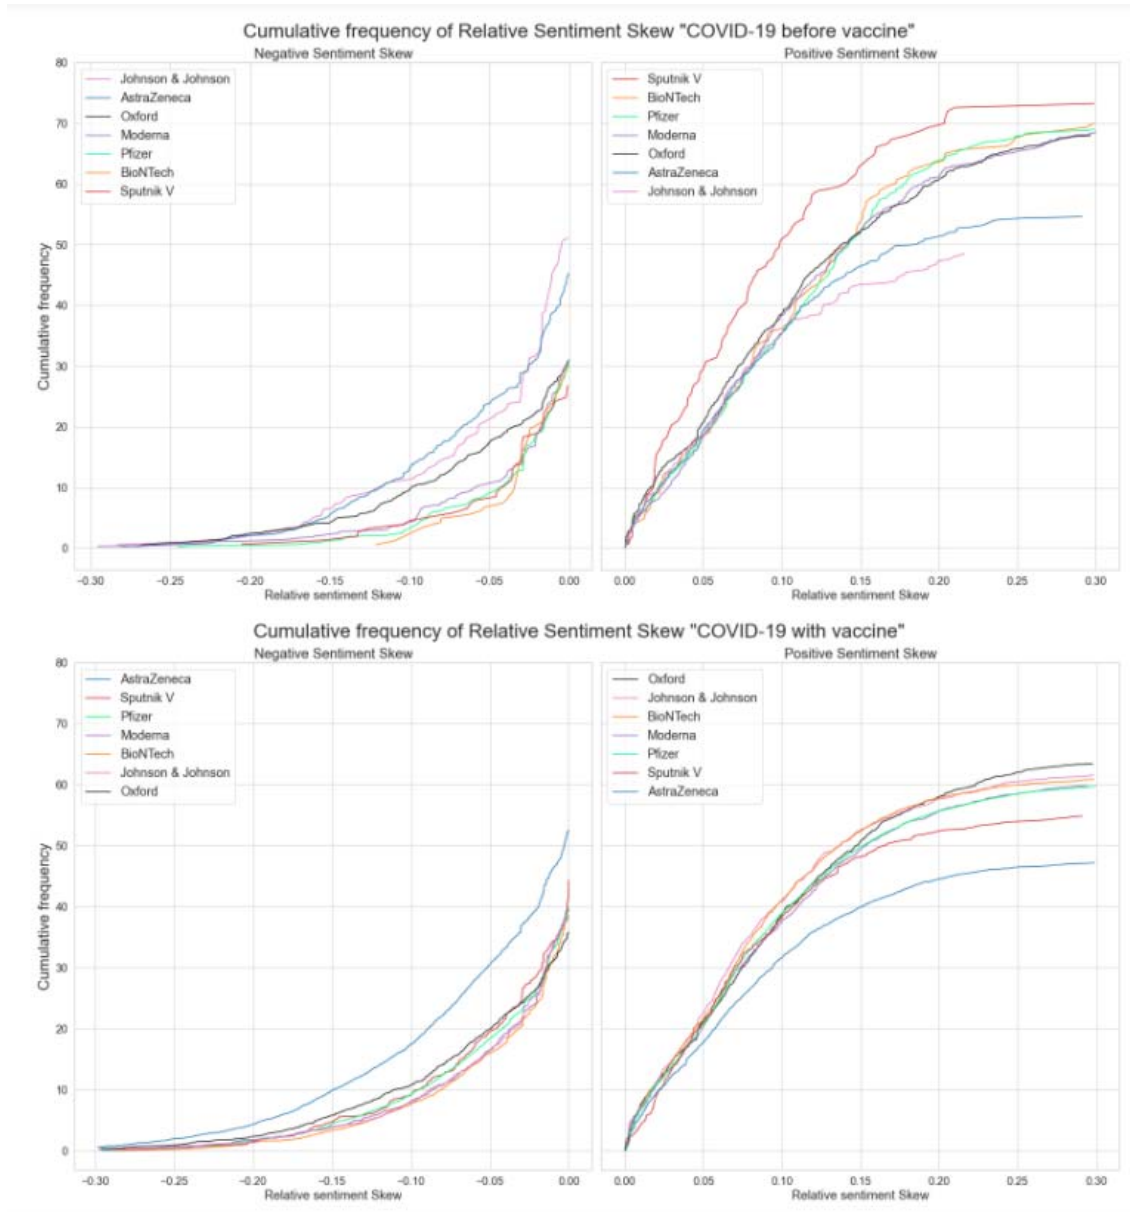 Cumulative frequency of Relative Sentiment Skew "COVID-19 before vaccine"
Negative Sentiment Skew
Positive Sentiment Skew
80
70
60
50
40
30
20
10
0
Cumulative frequency
Johnson & Johnson
AstraZeneca
Oxford
Moderna
Pfizer
BioNTech
Sputnik V
−0.30 −0.25 −0.20 −0.15 −0.10 −0.05 0.00
Relative sentiment Skew
Sputnik V
BioNTech
Pfizer
Moderna
Oxford
AstraZeneca
Johnson & Johnson
0.00 0.05 0.10 0.15 0.20 0.25 0.30
Relative sentiment Skew
Cumulative frequency of Relative Sentiment Skew "COVID-19 with vaccine"
Negative Sentiment Skew
Positive Sentiment Skew
80
70
60
50
40
30
20
10
0
Cumulative frequency
AstraZeneca
Sputnik V
Pfizer
Moderna
BioNTech
Johnson & Johnson
Oxford
−0.30 −0.25 −0.20 −0.15 −0.10 −0.05 0.00
Relative sentiment Skew
Oxford
Johnson & Johnson
BioNTech
Moderna
Pfizer
Sputnik V
AstraZeneca
0.00 0.05 0.10 0.15 0.20 0.25 0.30
Relative sentiment Skew